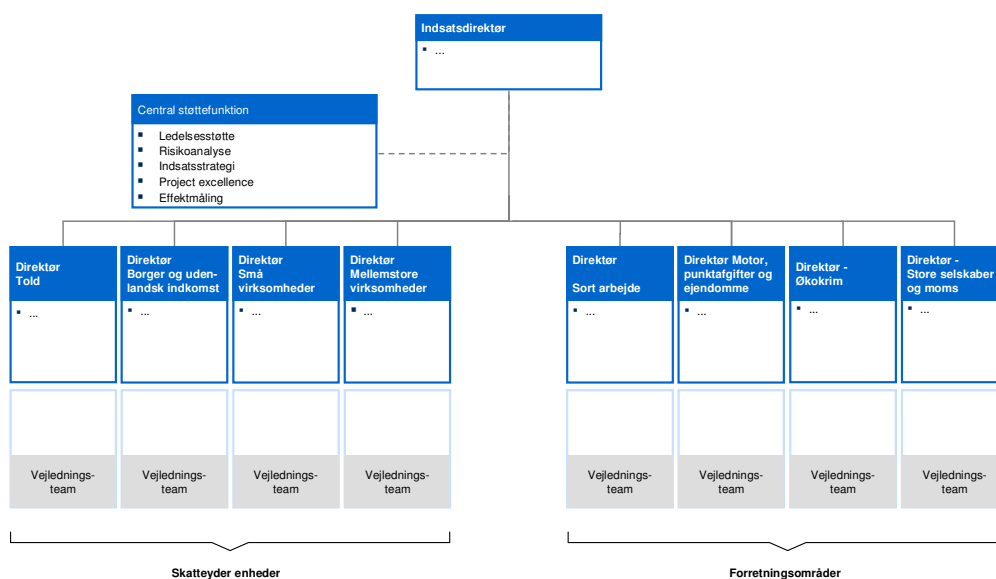 Indsatsdirektør
...
Central støttefunktion
Ledelsesstøtte
Risikoanalyse
Indsatsstrategi
Project excellence
Effektmåling
Direktør
Told
...
Direktør
Borger og uden-
landsk indkomst
...
Direktør
Små
virksomheder
...
Direktør
Mellemstore
virksomheder
...
Direktør
Sort arbejde
...
Direktør Motor,
punktafgifter og
ejendomme
...
Direktør -
Økokrim
...
Direktør -
Store selskaber
og moms
...
Vejlednings-
team
Vejlednings-
team
Vejlednings-
team
Vejlednings-
team
Vejlednings-
team
Vejlednings-
team
Vejlednings-
team
Vejlednings-
team
Skatteyder enheder
Forretningsområder